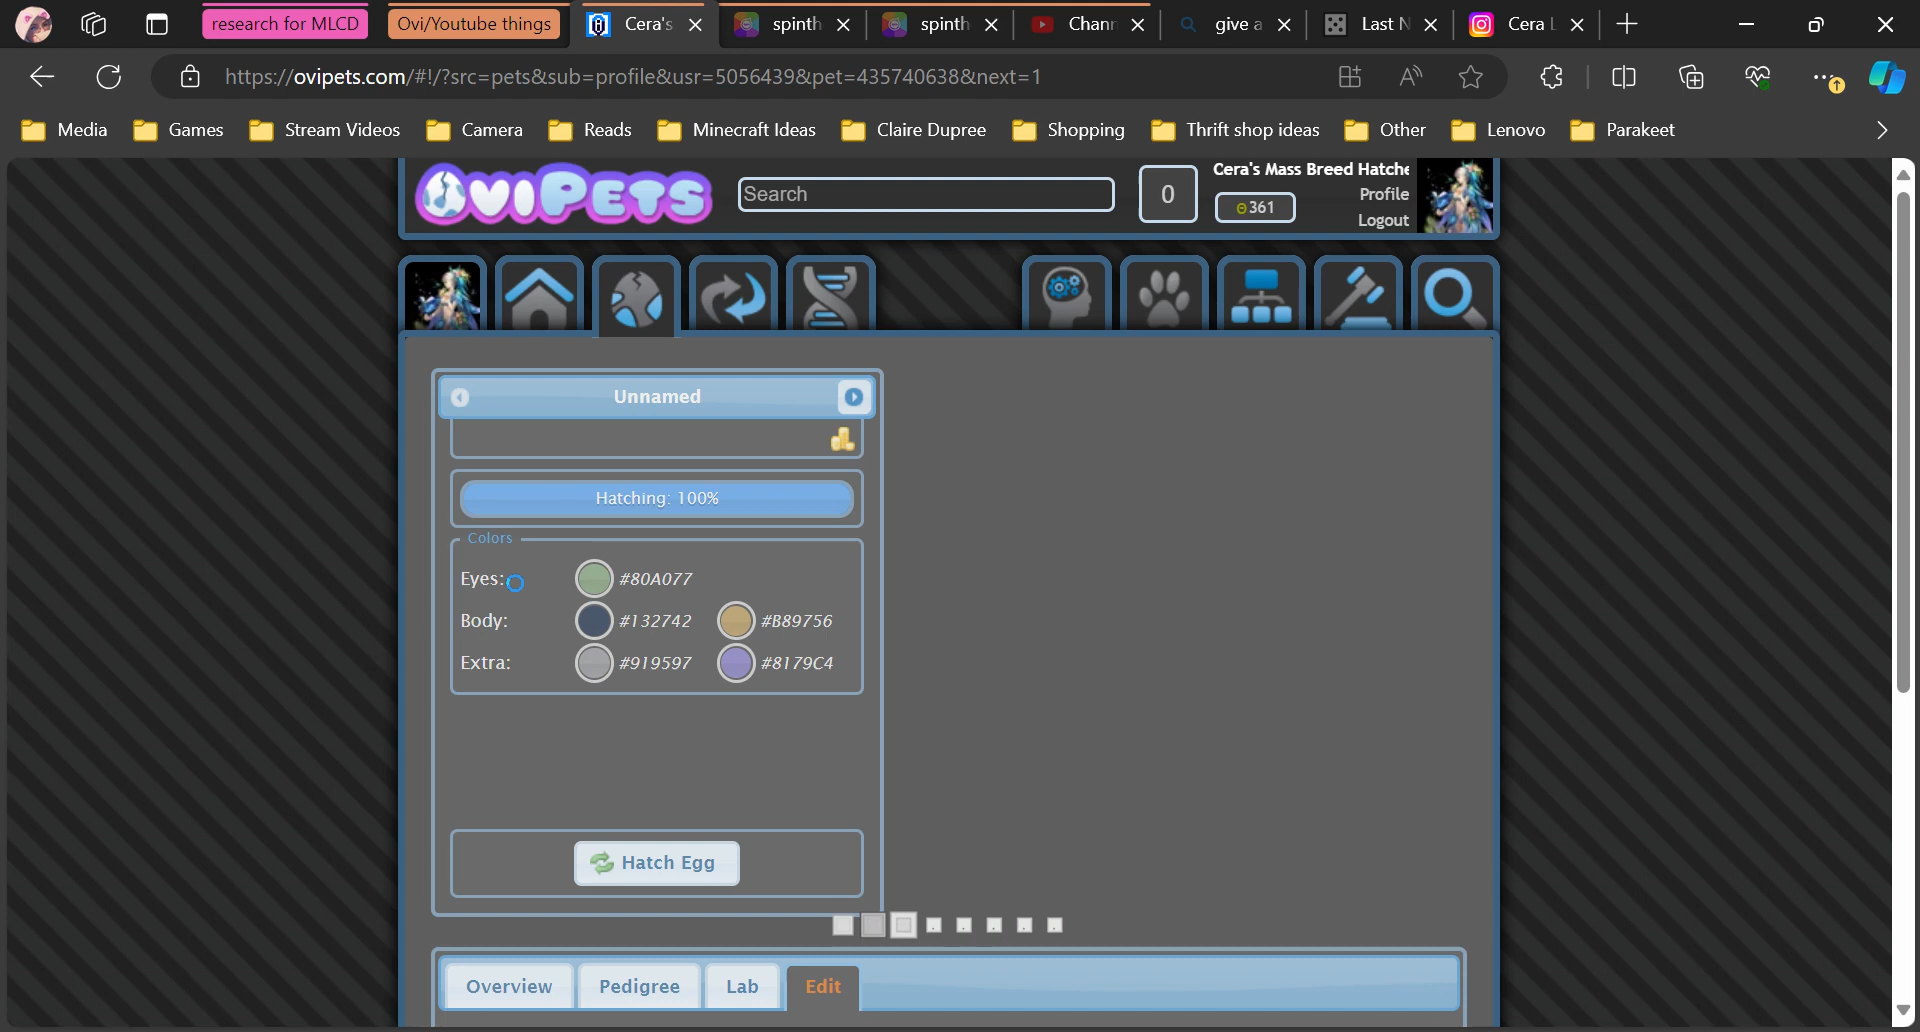 research for MLCD
Ovi/Youtube things
Cera's
spinth
spinth
Chann
give a
Last N
Cera L
https://ovipets.com/#!/?src=pets&sub=profile&usr=5056439&pet=435740638&next=1
Media
Games
Stream Videos
Camera
Reads
Minecraft Ideas
Claire Dupree
Shopping
Thrift shop ideas
Other
Lenovo
Parakeet
OviPets
Search
0
Cera's Mass Breed Hatche
361
Profile
Logout
Unnamed
Hatching: 100%
Colors
Eyes: #80A077
Body: #132742 #B89756
Extra: #919597 #8179C4
Hatch Egg
Overview
Pedigree
Lab
Edit